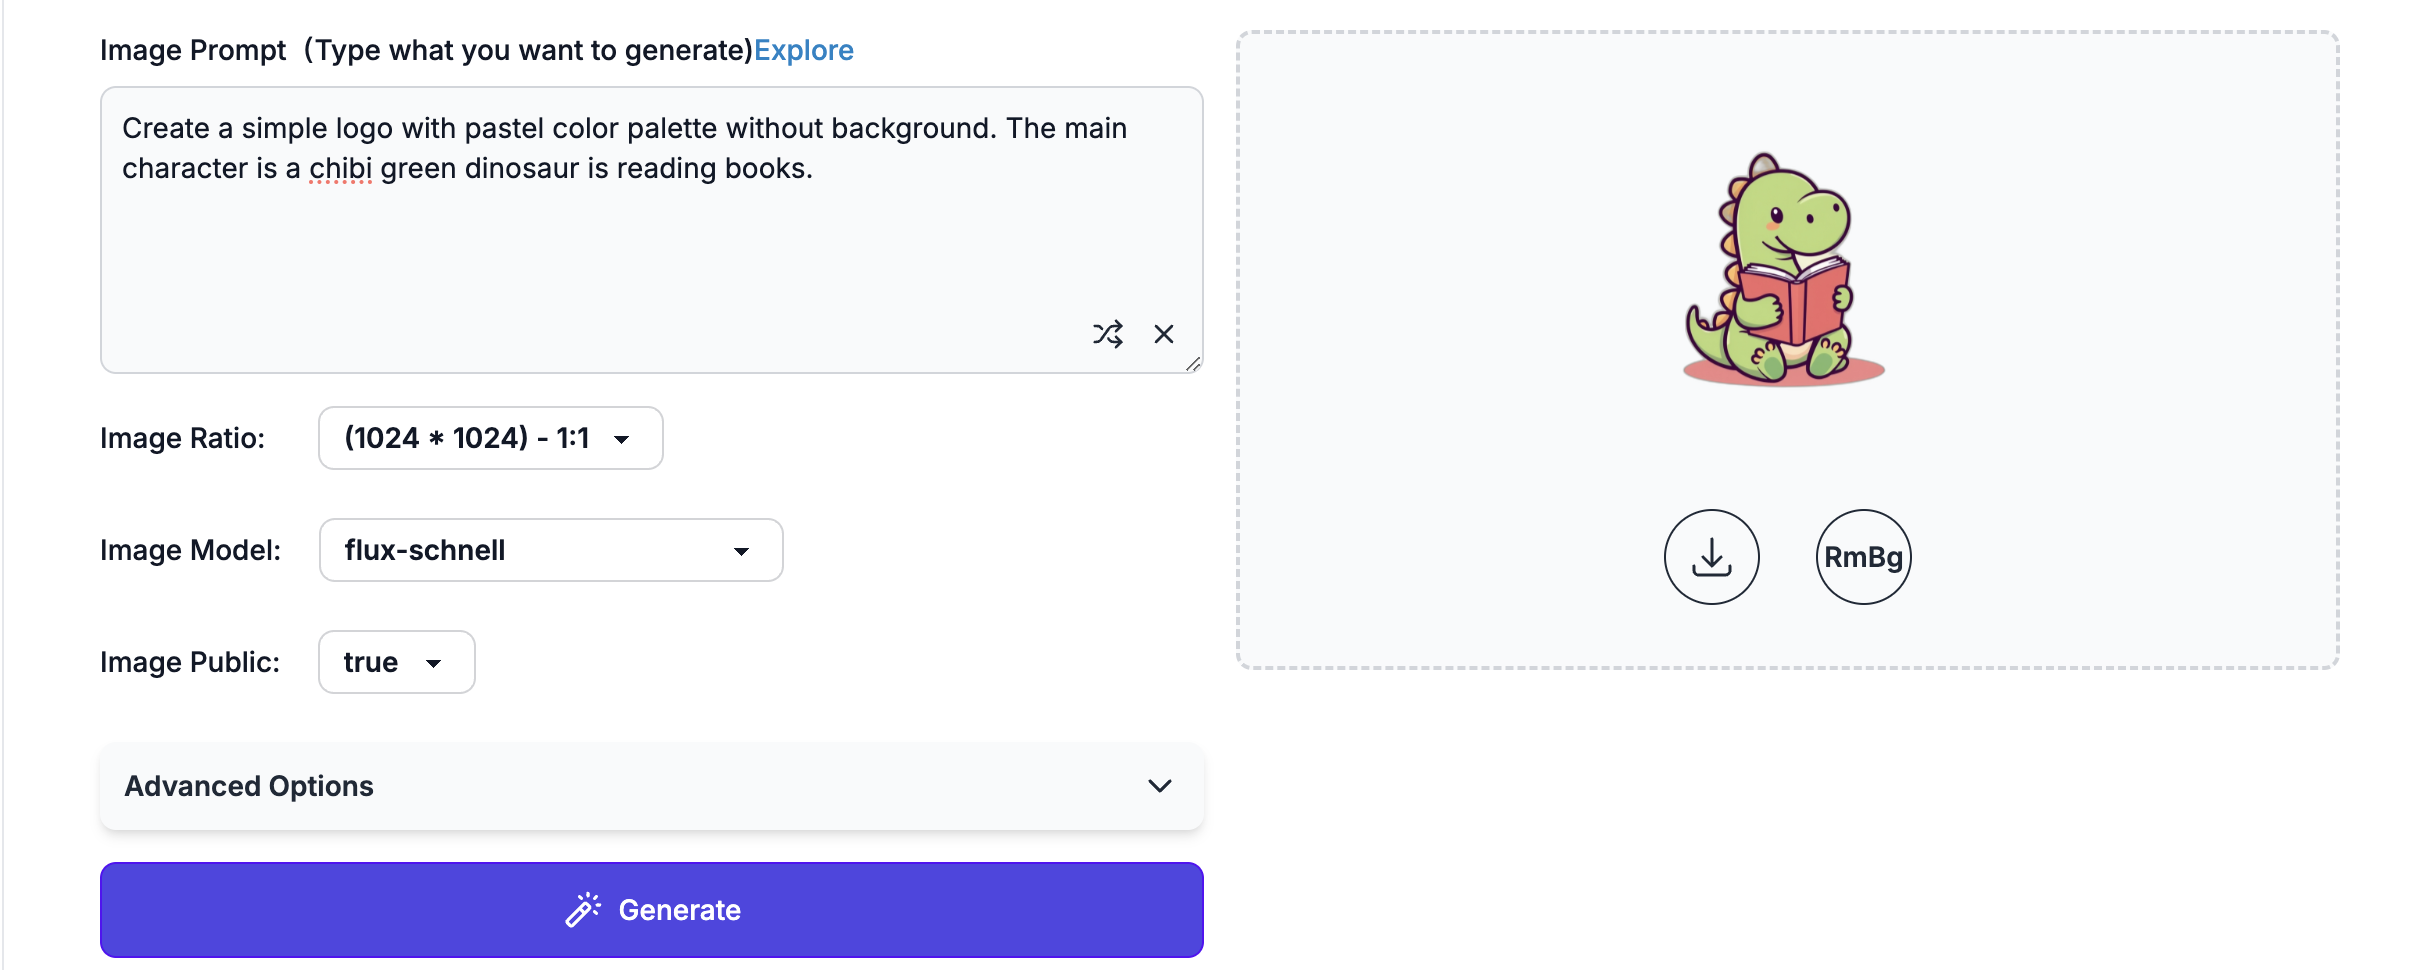 Image Prompt (Type what you want to generate)Explore
Create a simple logo with pastel color palette without background. The main
character is a chibi green dinosaur is reading books.
Image Ratio: (1024 * 1024) - 1:1
Image Model: flux-schnell
Image Public: true
Advanced Options
Generate
RmBg